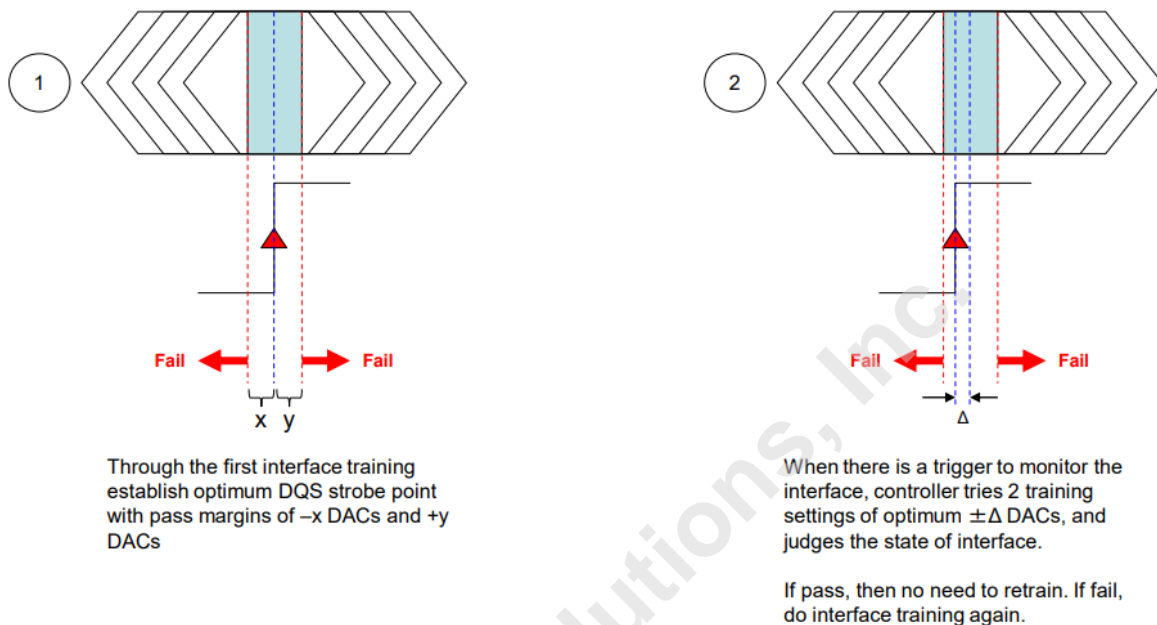 1
2
Fail
Fail
Fail
Fail
x
y
Δ
Through the first interface training
establish optimum DQS strobe point
with pass margins of –x DACs and +y
DACs
When there is a trigger to monitor the
interface, controller tries 2 training
settings of optimum ±Δ DACs, and
judges the state of interface.
If pass, then no need to retrain. If fail,
do interface training again.
lutions, Inc.